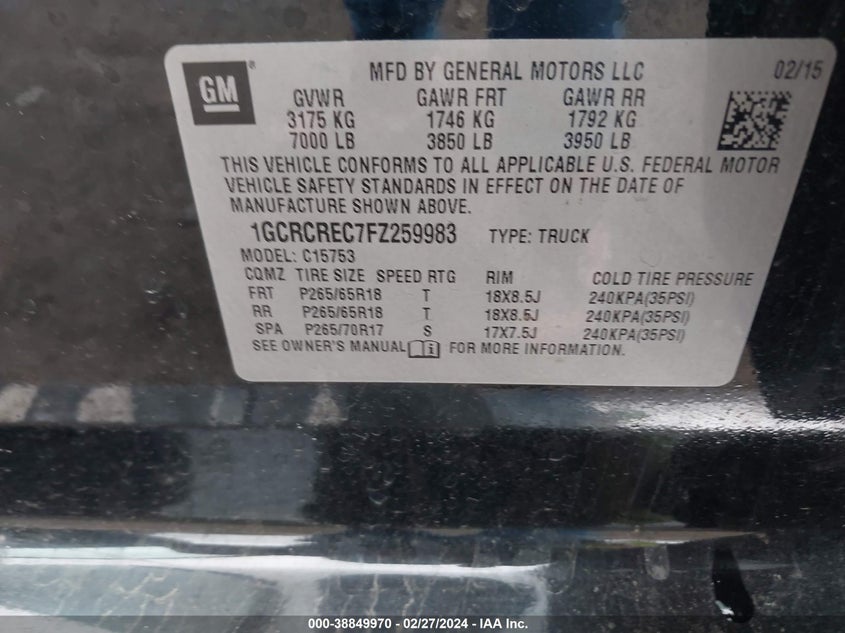 GM®
MFD BY GENERAL MOTORS LLC 02/15
GVWR GAWR FRT GAWR RR
3175 KG 1746 KG 1792 KG
7000 LB 3850 LB 3950 LB
THIS VEHICLE CONFORMS TO ALL APPLICABLE U.S. FEDERAL MOTOR
VEHICLE SAFETY STANDARDS IN EFFECT ON THE DATE OF
MANUFACTURE SHOWN ABOVE.
1GCRCREC7FZ259983 TYPE: TRUCK
MODEL: C15753
CQMZ TIRE SIZE SPEED RTG RIM COLD TIRE PRESSURE
FRT P265/65R18 T 18X8.5J 240KPA(35PSI)
RR P265/65R18 T 18X8.5J 240KPA(35PSI)
SPA P265/70R17 S 17X7.5J 240KPA(35PSI)
SEE OWNER'S MANUAL FOR MORE INFORMATION.
000-38849970 - 02/27/2024 - IAA Inc.